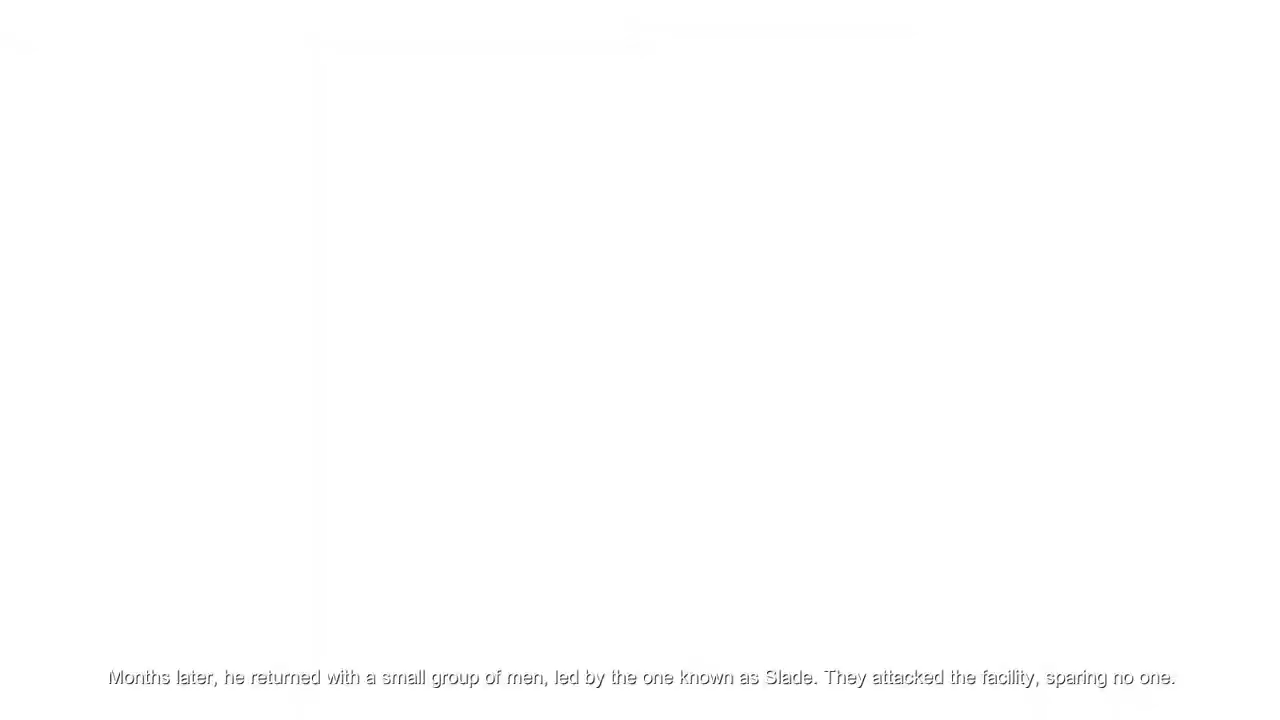 Months later, he returned with a small group of men, led by the one known as Slade. They attacked the facility, sparing no one.